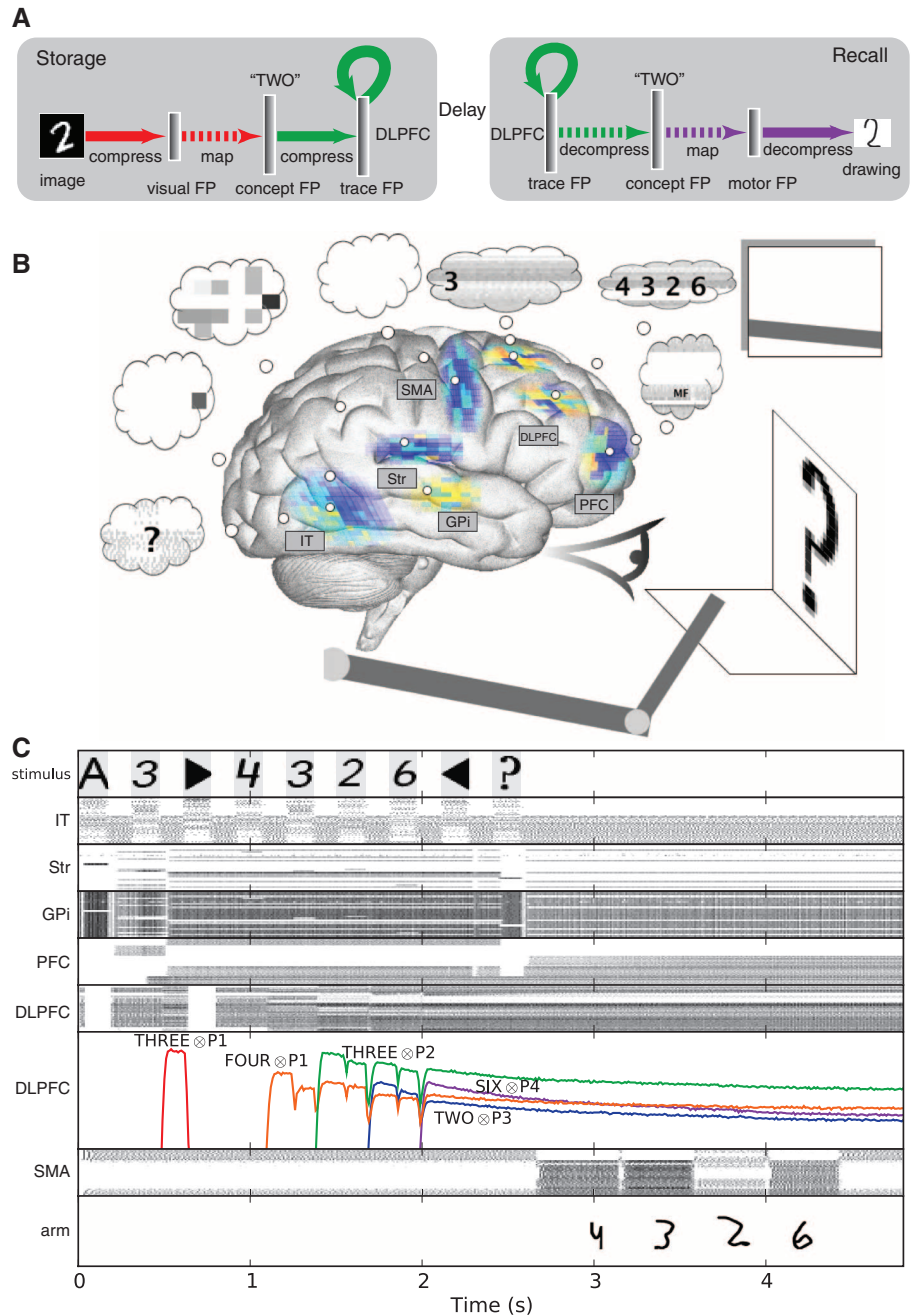 A
Storage
Recall
"TWO"
"TWO"
DLPFC
Delay
DLPFC
compress
map
compress
decompress
map
decompress
image
visual FP
concept FP
trace FP
trace FP
concept FP
motor FP
drawing
2
2
B
3
4 3 2 6
MF
SMA
DLPFC
Str
GPi
PFC
IT
?
?
C
stimulus
A 3 ▶ 4 3 2 6 ◀ ?
IT
Str
GPi
PFC
DLPFC
DLPFC
THREE⊗P1
FOUR⊗P1
THREE⊗P2
SIX⊗P4
TWO⊗P3
SMA
arm
4 3 2 6
0 1 2 3 4
Time (s)